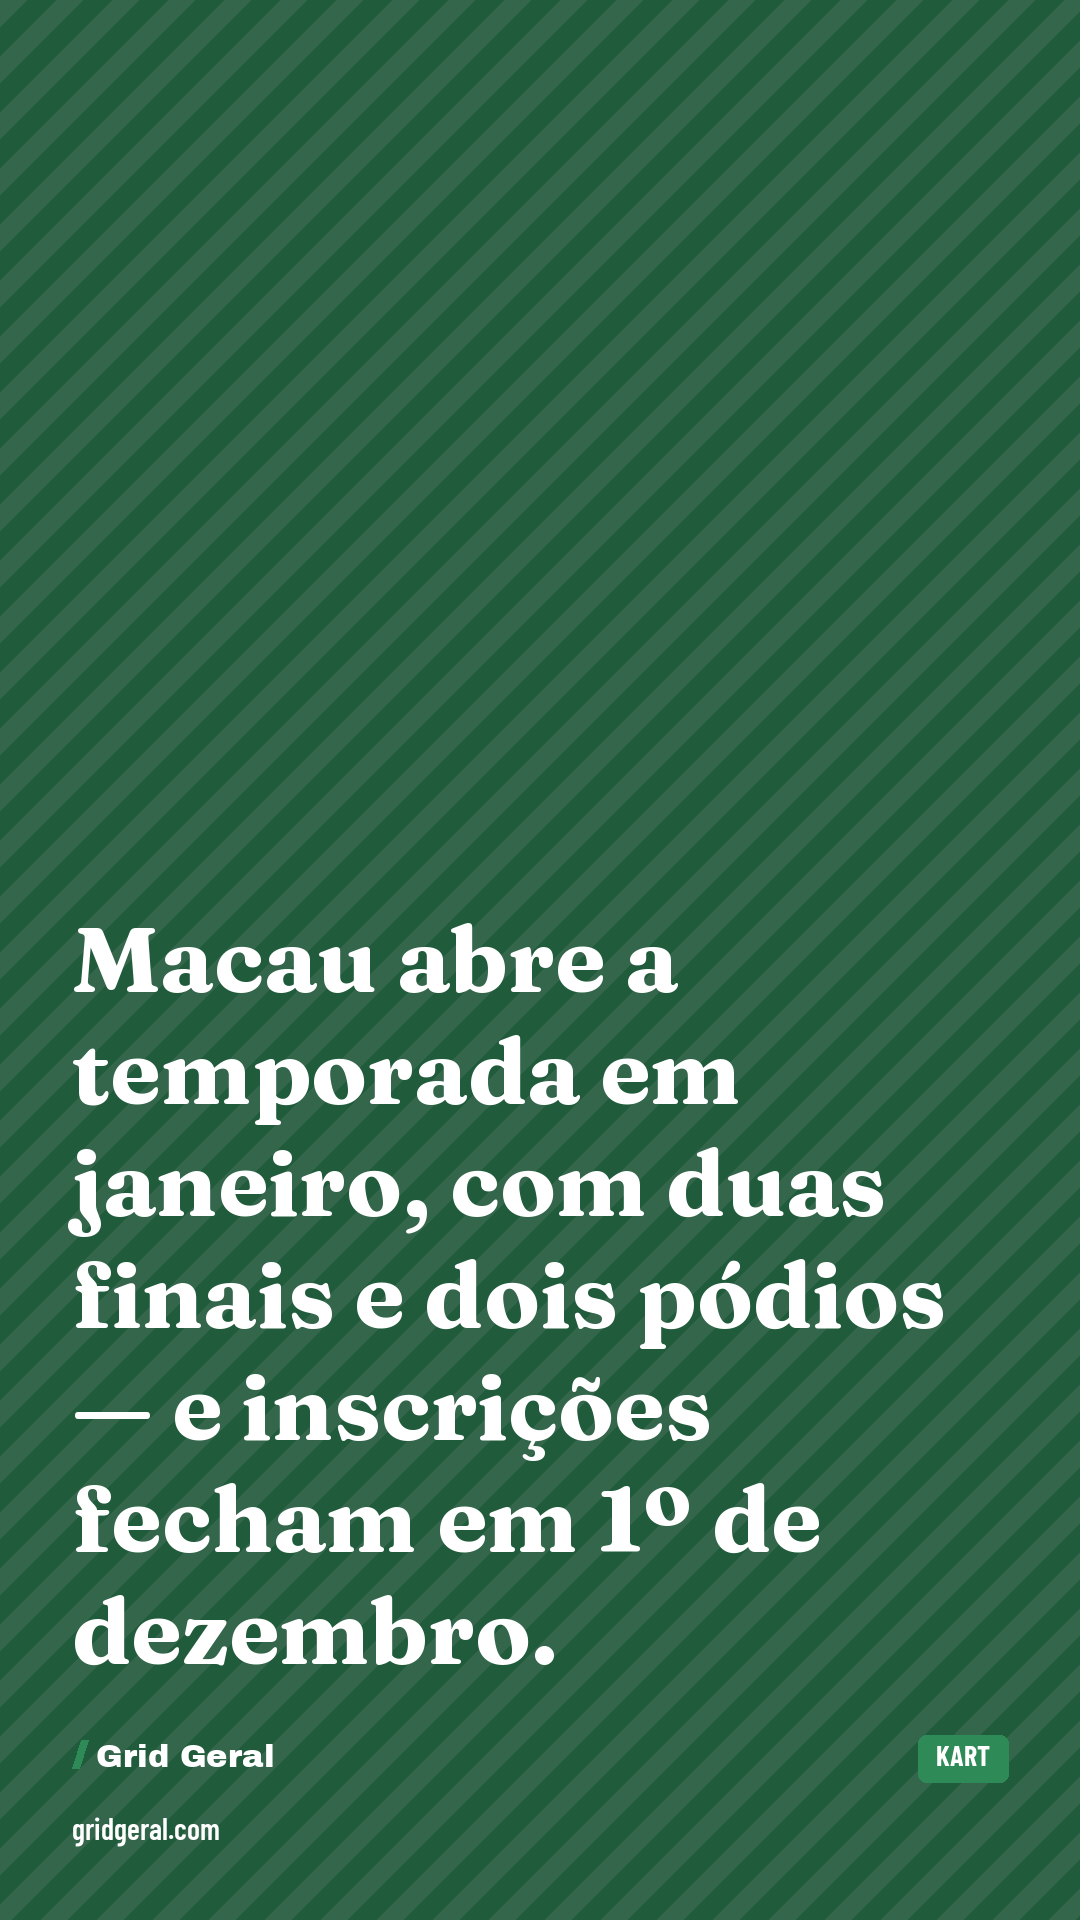 Macau abre a
temporada em
janeiro, com duas
finais e dois pódios
— e inscrições
fecham em 1º de
dezembro.
/ Grid Geral
KART
gridgeral.com